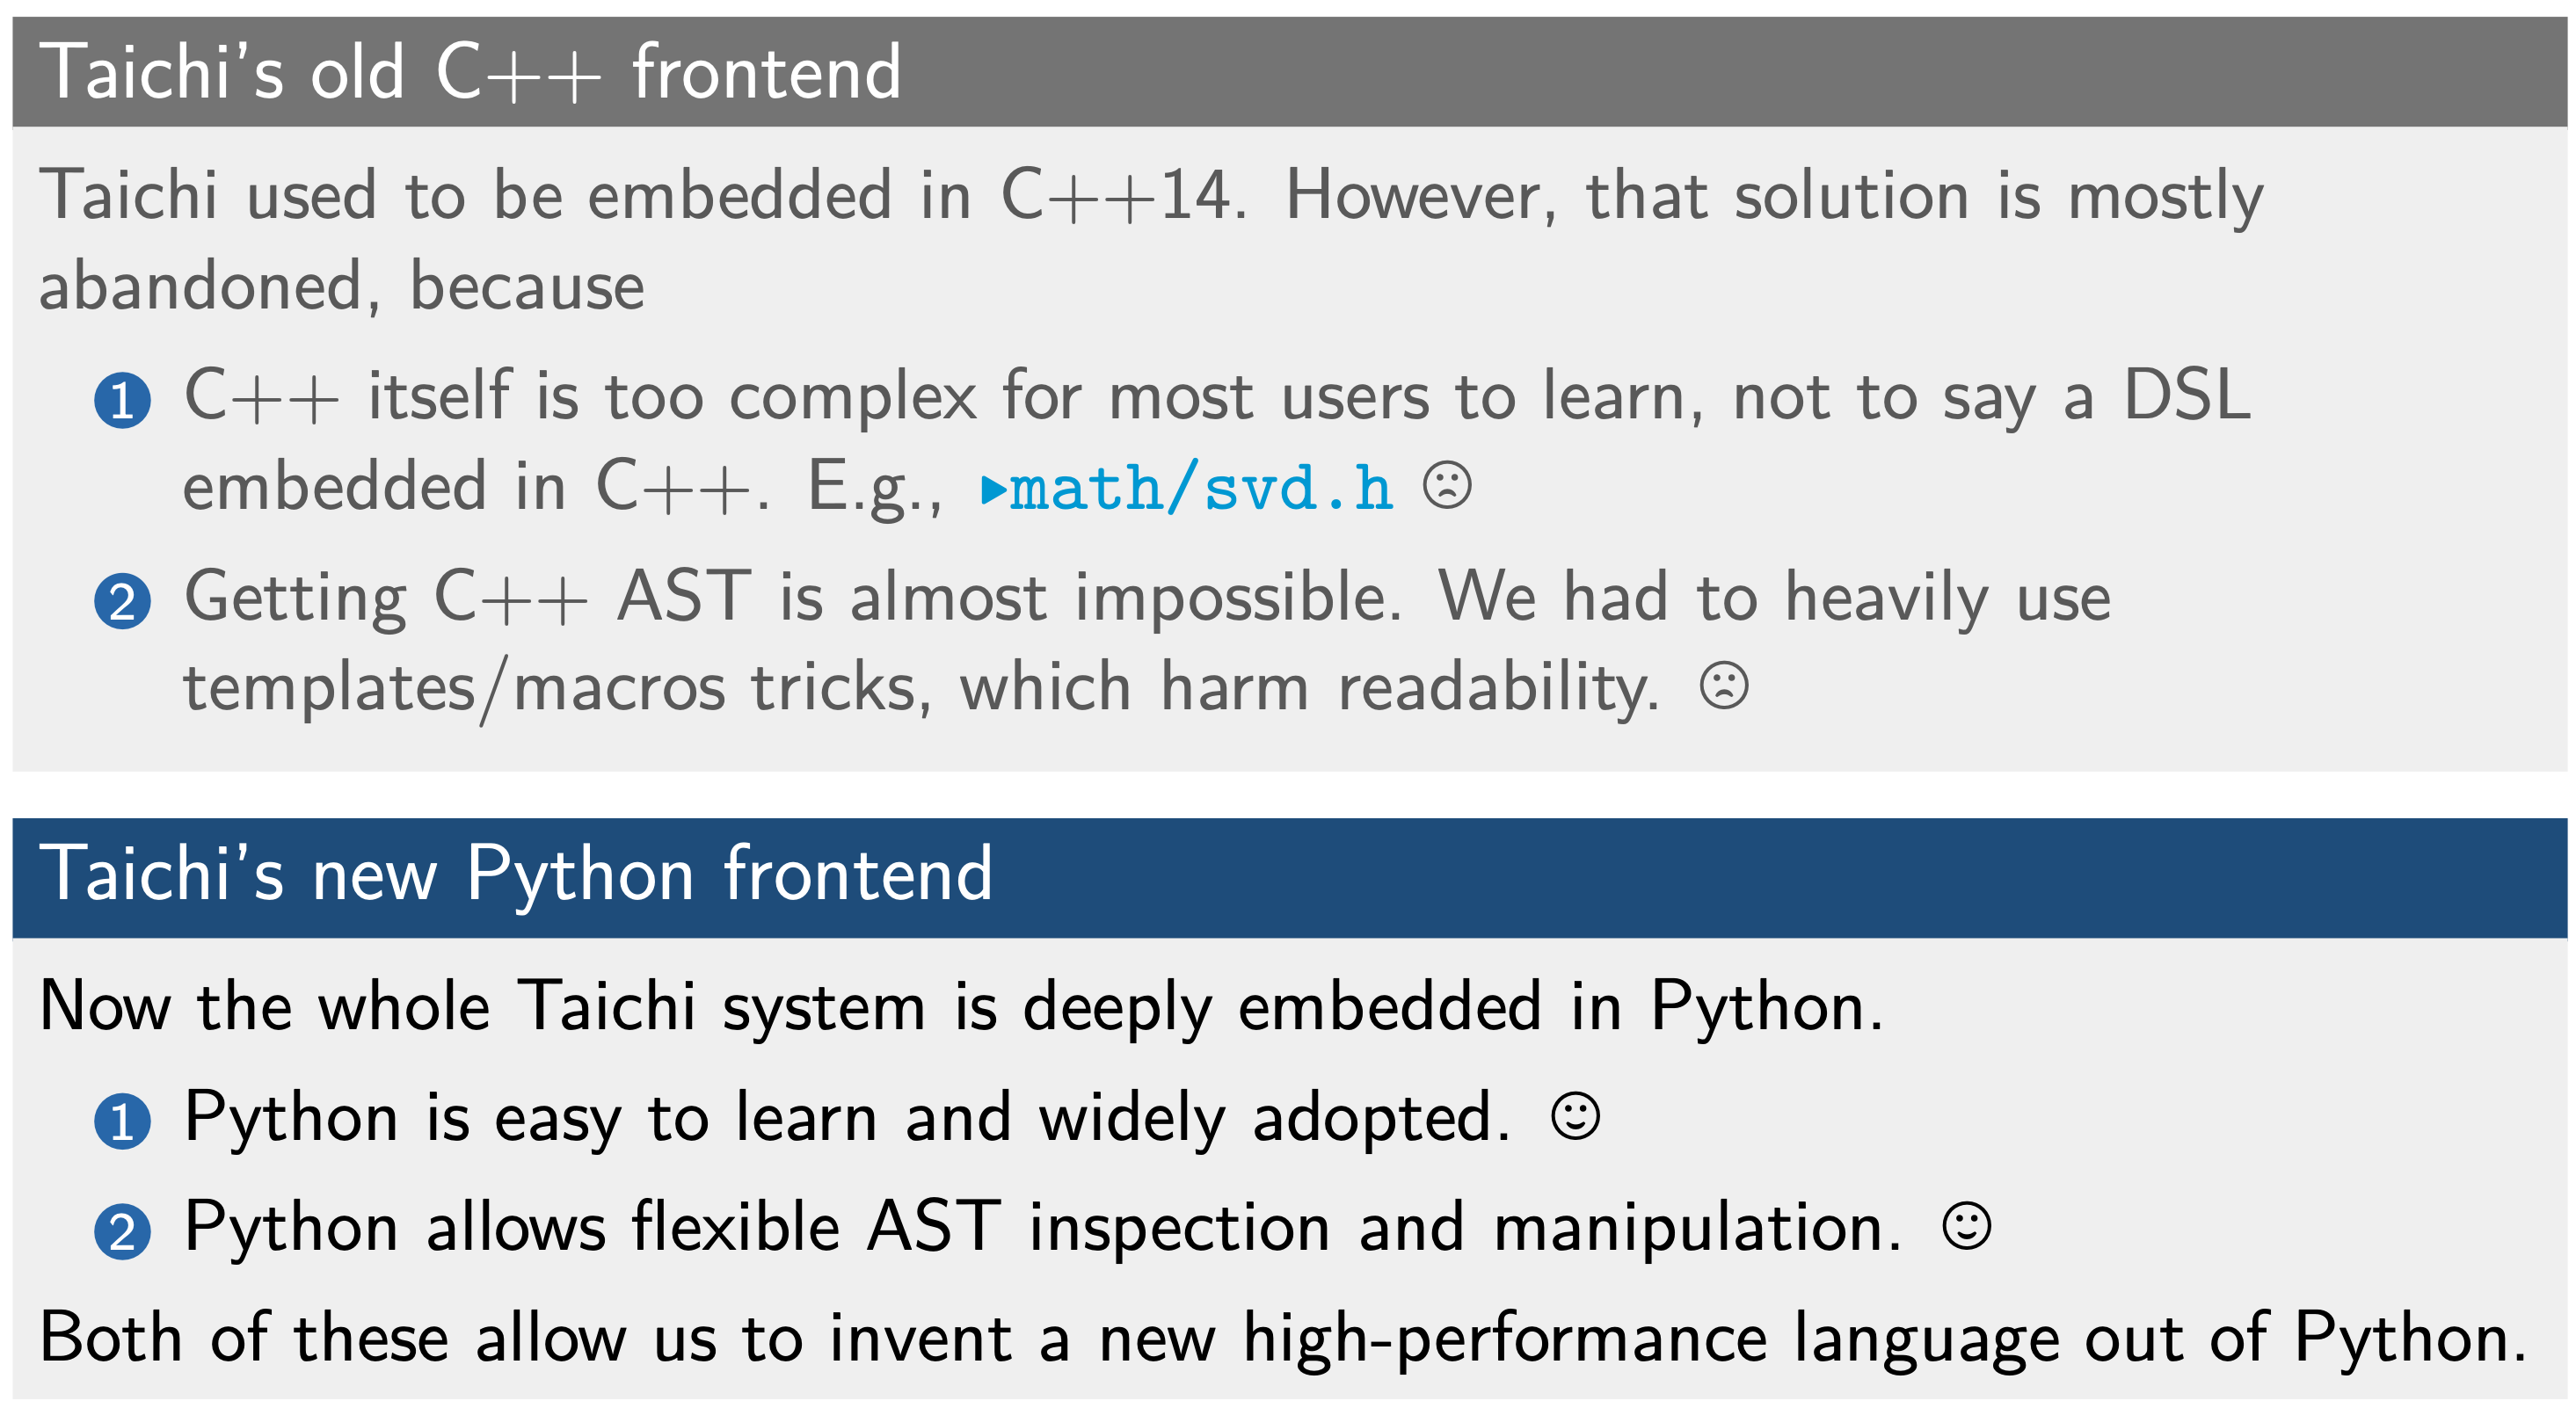 Taichi's old C++ frontend
Taichi used to be embedded in C++14. However, that solution is mostly
abandoned, because
1 C++ itself is too complex for most users to learn, not to say a DSL
embedded in C++. E.g., ▸math/svd.h ☹
2 Getting C++ AST is almost impossible. We had to heavily use
templates/macros tricks, which harm readability. ☹
Taichi's new Python frontend
Now the whole Taichi system is deeply embedded in Python.
1 Python is easy to learn and widely adopted. ☺
2 Python allows flexible AST inspection and manipulation. ☺
Both of these allow us to invent a new high-performance language out of Python.